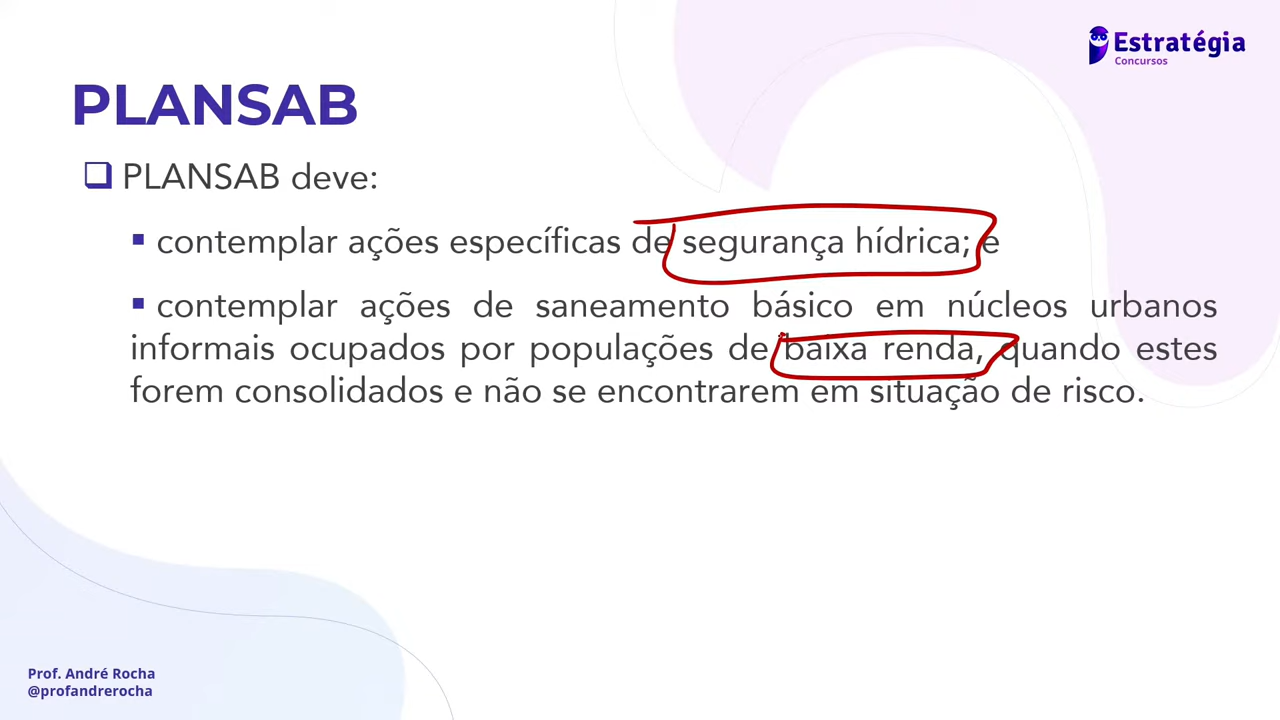 Estratégia
Concursos
PLANSAB
PLANSAB deve:
contemplar ações específicas de segurança hídrica; e
contemplar ações de saneamento básico em núcleos urbanos
informais ocupados por populações de baixa renda, quando estes
forem consolidados e não se encontrarem em situação de risco.
Prof. André Rocha
@profandrerocha